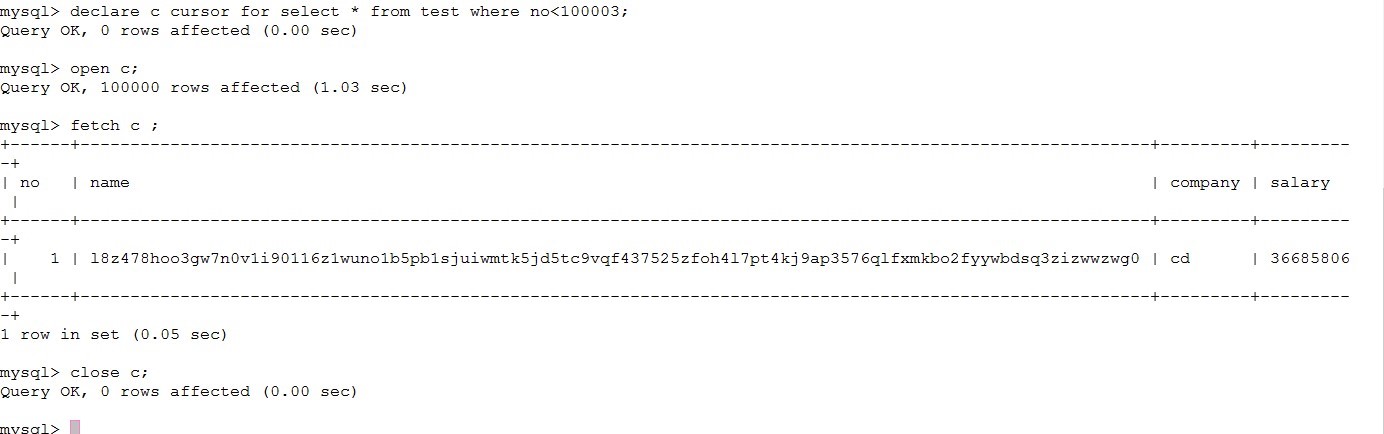 mysql> declare c cursor for select * from test where no<100003;
Query OK, 0 rows affected (0.00 sec)
mysql> open c;
Query OK, 100000 rows affected (1.03 sec)
mysql> fetch c ;
+------+-----------------------------------------------------------------------------------------------------------+---------+---------
-+
| no   | name                                                                                                      | company | salary
 |
+------+-----------------------------------------------------------------------------------------------------------+---------+---------
-+
|    1 | l8z478hoo3gw7n0v1i90116z1wuno1b5pb1sjuiwmtk5jd5tc9vqf437525zfoh4l7pt4kj9ap3576qlfxmkbo2fyywbdsq3zizwwzwg0 | cd      | 36685806
 |
+------+-----------------------------------------------------------------------------------------------------------+---------+---------
-+
1 row in set (0.05 sec)
mysql> close c;
Query OK, 0 rows affected (0.00 sec)
mysql>